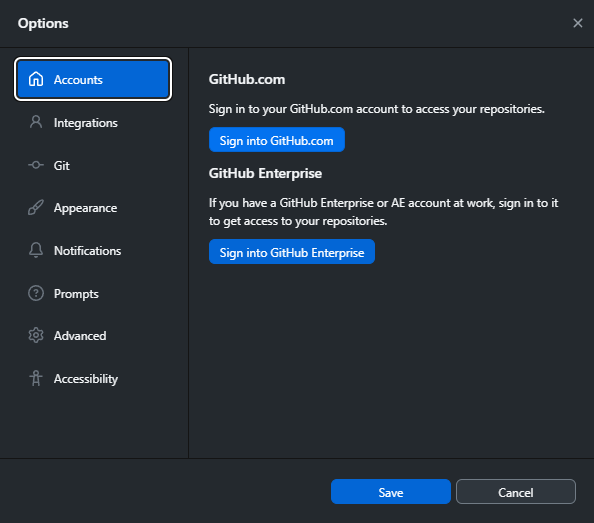 Options
Accounts
Integrations
Git
Appearance
Notifications
Prompts
Advanced
Accessibility
GitHub.com
Sign in to your GitHub.com account to access your repositories.
Sign into GitHub.com
GitHub Enterprise
If you have a GitHub Enterprise or AE account at work, sign in to it
to get access to your repositories.
Sign into GitHub Enterprise
Save
Cancel